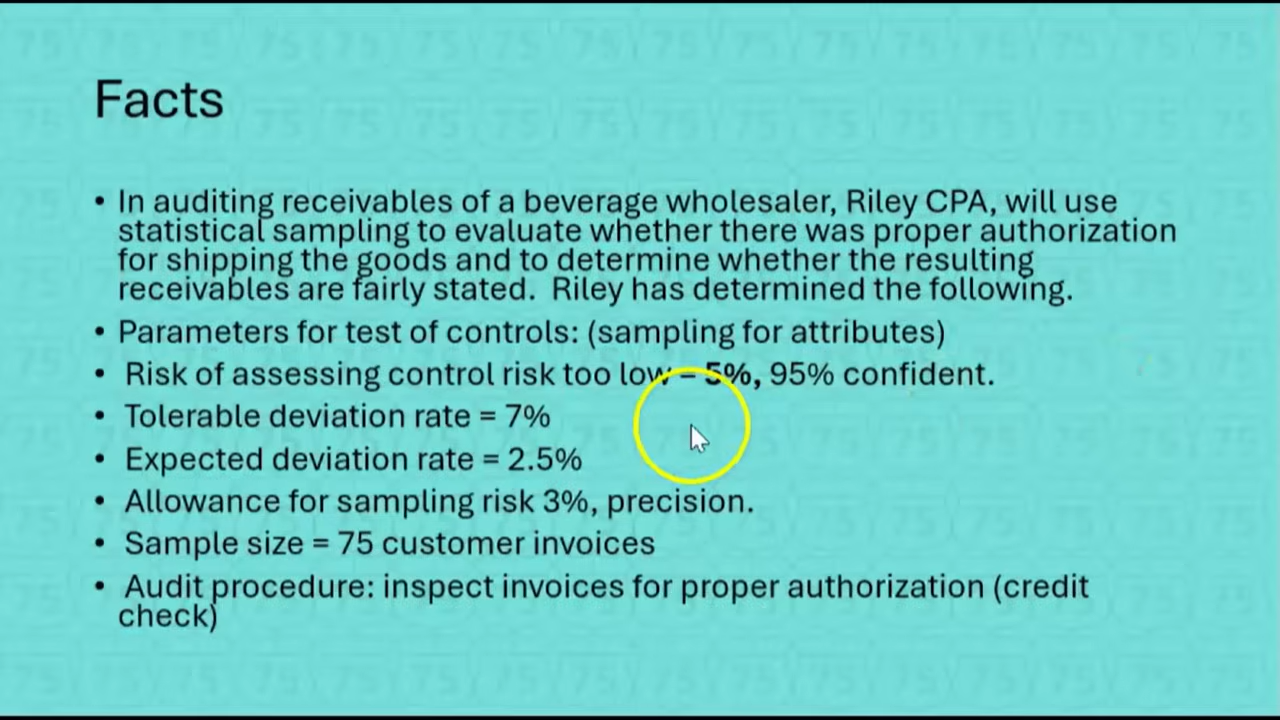 Facts
• In auditing receivables of a beverage wholesaler, Riley CPA, will use
statistical sampling to evaluate whether there was proper authorization
for shipping the goods and to determine whether the resulting
receivables are fairly stated.  Riley has determined the following.
• Parameters for test of controls: (sampling for attributes)
• Risk of assessing control risk too low – 5%, 95% confident.
• Tolerable deviation rate = 7%
• Expected deviation rate = 2.5%
• Allowance for sampling risk 3%, precision.
• Sample size = 75 customer invoices
• Audit procedure: inspect invoices for proper authorization (credit
check)